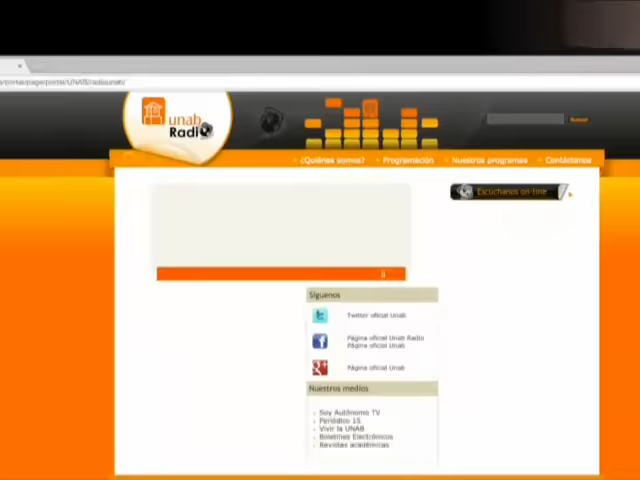 unab
Radio
Buscar
¿Quiénes somos?
Programación
Nuestros programas
Contáctanos
Escúchanos on-line
Síguenos
Twitter oficial Unab
Página oficial Unab Radio
Página oficial Unab
Página oficial Unab
Nuestros medios
Soy Autónomo TV
Periódico 15
Vivir la UNAB
Boletines Electrónicos
Revistas académicas